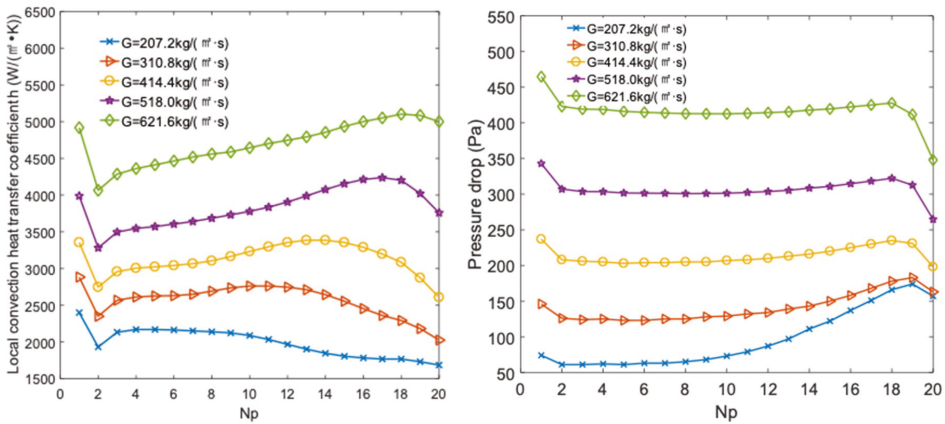 Local convection heat transfer coefficienth (W/(㎡•K)
6500
6000
5500
5000
4500
4000
3500
3000
2500
2000
1500
G=207.2kg/( ㎡·s)
G=310.8kg/( ㎡·s)
G=414.4kg/( ㎡·s)
G=518.0kg/( ㎡·s)
G=621.6kg/( ㎡·s)
0 2 4 6 8 10 12 14 16 18 20
Np
Pressure drop (Pa)
550
500
450
400
350
300
250
200
150
100
50
G=207.2kg/( ㎡·s)
G=310.8kg/( ㎡·s)
G=414.4kg/( ㎡·s)
G=518.0kg/( ㎡·s)
G=621.6kg/( ㎡·s)
0 2 4 6 8 10 12 14 16 18 20
Np